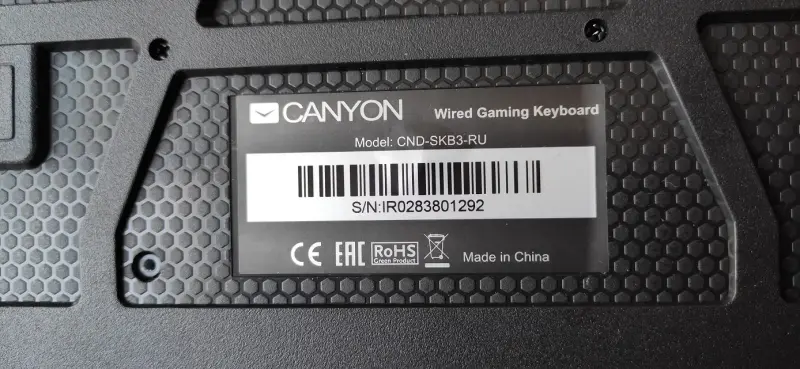 CANYON Wired Gaming Keyboard
Model: CND-SKB3-RU
S/N:IR0283801292
CE EAC RoHS Made in China
Green Product